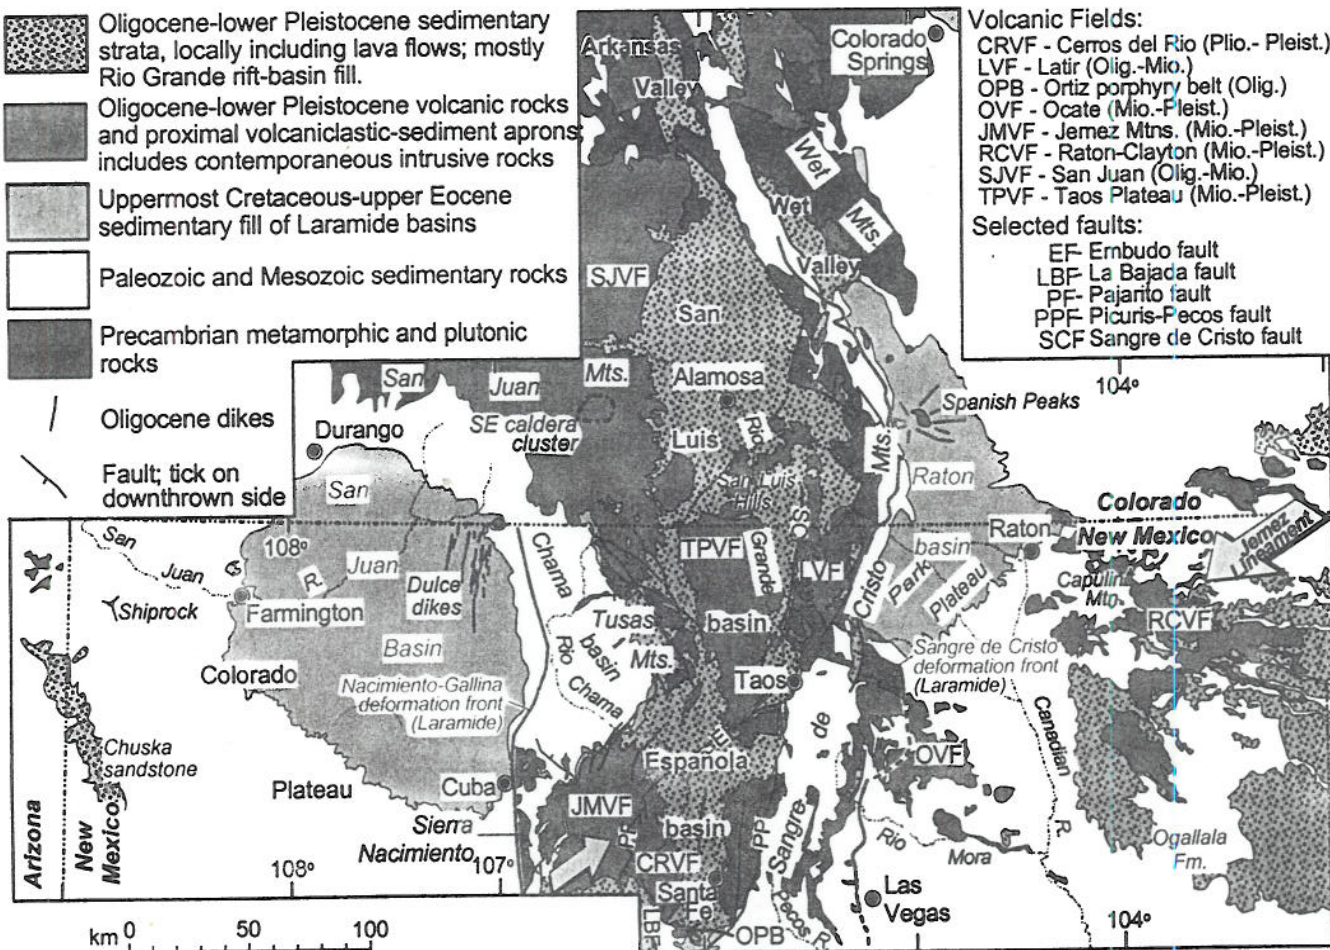 Oligocene-lower Pleistocene sedimentary
strata, locally including lava flows; mostly
Rio Grande rift-basin fill.
Oligocene-lower Pleistocene volcanic rocks
and proximal volcaniclastic-sediment aprons;
includes contemporaneous intrusive rocks
Uppermost Cretaceous-upper Eocene
sedimentary fill of Laramide basins
Paleozoic and Mesozoic sedimentary rocks
Precambrian metamorphic and plutonic
rocks
Oligocene dikes
Fault; tick on
downthrown side
Volcanic Fields:
CRVF - Cerros del Rio (Plio.- Pleist.)
LVF - Latir (Olig.-Mio.)
OPB - Ortiz porphyry belt (Olig.)
OVF - Ocate (Mio.-Pleist.)
JMVF - Jemez Mtns. (Mio.-Pleist.)
RCVF - Raton-Clayton (Mio.-Pleist.)
SJVF - San Juan (Olig.-Mio.)
TPVF - Taos Plateau (Mio.-Pleist.)
Selected faults:
EF- Embudo fault
LBF- La Bajada fault
PF- Pajarito fault
PPF- Picuris-Pecos fault
SCF Sangre de Cristo fault
Arkansas
Valley
Colorado
Springs
Wet
Mts.
Wet
Valley
SJVF
San
Luis
basin
San
Juan
Mts.
Alamosa
Rio
Grande
SE caldera
cluster
San Luis
Hills
SC
Durango
Spanish Peaks
Raton
basin
Raton
Park
Plateau
104º
Colorado
New Mexico
Jemez
Lineament
Capulin
Mtn.
RCVF
San
Juan
R.
108º
San
Juan
Basin
Farmington
Shiprock
Dulce
dikes
Chama
basin
Rio
Chama
Tusas
Mts.
TPVF
LVF
Taos
Sangre
de
Cristo
Mts.
Sangre de Cristo
deformation front
(Laramide)
Nacimiento-Gallina
deformation front
(Laramide)
Colorado
Plateau
Chuska
sandstone
Cuba
Sierra
Nacimiento
JMVF
PF
Española
basin
EF
CRVF
Santa
Fe
PP
LBF
OPB
Pecos R.
OVF
Rio
Mora
Canadian
R.
Las
Vegas
Ogallala
Fm.
Arizona
New
Mexico
108º
107º
104º
km 0 50 100